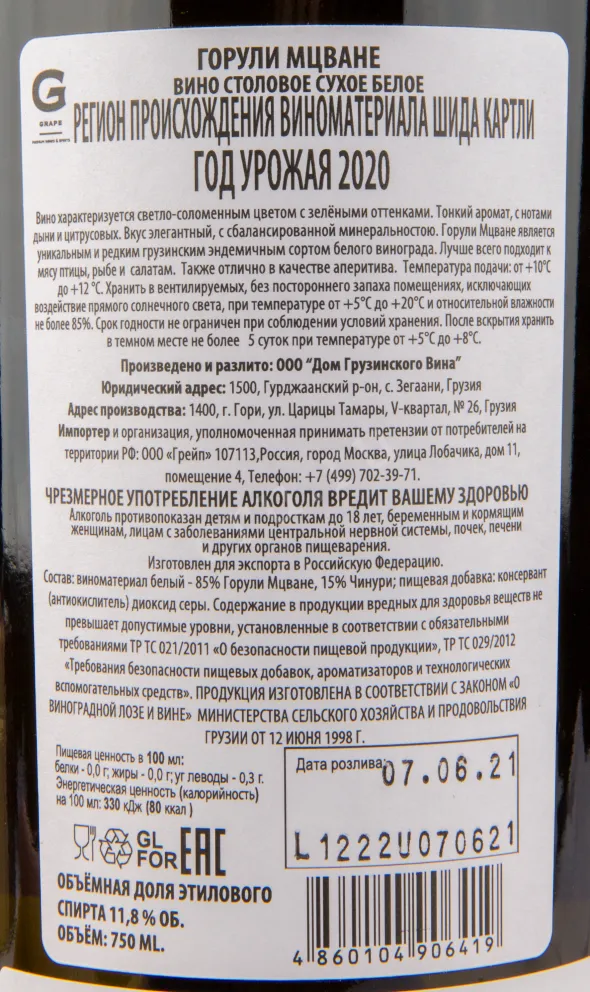 G
GRAPE
ГОРУЛИ МЦВАНЕ
ВИНО СТОЛОВОЕ СУХОЕ БЕЛОЕ
РЕГИОН ПРОИСХОЖДЕНИЯ ВИНОМАТЕРИАЛА ШИДА КАРТЛИ
ГОД УРОЖАЯ 2020
Вино характеризуется светло-соломенным цветом с зелёными оттенками. Тонкий аромат, с нотами
дыни и цитрусовых. Вкус элегантный, с сбалансированной минеральностью. Горули Мцване является
уникальным и редким грузинским эндемичным сортом белого винограда. Лучше всего подходит к
мясу птицы, рыбе и салатам. Также отлично в качестве аперитива. Температура подачи: от +10°C
до +12 °C. Хранить в вентилируемых, без постороннего запаха помещениях, исключающих
воздействие прямого солнечного света, при температуре от +5°C до +20°C и относительной влажности
не более 85%. Срок годности не ограничен при соблюдении условий хранения. После вскрытия хранить
в темном месте не более 5 суток при температуре от +5°C до +8°C.
Произведено и разлито: ООО “Дом Грузинского Вина”
Юридический адрес: 1500, Гурджаанский р-он, с. Зегаани, Грузия
Адрес производства: 1400, г. Гори, ул. Царицы Тамары, V-квартал, № 26, Грузия
Импортер и организация, уполномоченная принимать претензии от потребителей на
территории РФ: ООО «Грейп» 107113,Россия, город Москва, улица Лобачика, дом 11,
помещение 4, Телефон: +7 (499) 702-39-71.
ЧРЕЗМЕРНОЕ УПОТРЕБЛЕНИЕ АЛКОГОЛЯ ВРЕДИТ ВАШЕМУ ЗДОРОВЬЮ
Алкоголь противопоказан детям и подросткам до 18 лет, беременным и кормящим
женщинам, лицам с заболеваниями центральной нервной системы, почек, печени
и других органов пищеварения.
Изготовлен для экспорта в Российскую Федерацию.
Состав: виноматериал белый - 85% Горули Мцване, 15% Чинури; пищевая добавка: консервант
(антиокислитель) диоксид серы. Содержание в продукции вредных для здоровья веществ не
превышает допустимые уровни, установленные в соответствии с обязательными
требованиями ТР ТС 021/2011 «О безопасности пищевой продукции», ТР ТС 029/2012
«Требования безопасности пищевых добавок, ароматизаторов и технологических
вспомогательных средств». ПРОДУКЦИЯ ИЗГОТОВЛЕНА В СООТВЕТСТВИИ С ЗАКОНОМ «О
ВИНОГРАДНОЙ ЛОЗЕ И ВИНЕ» МИНИСТЕРСТВА СЕЛЬСКОГО ХОЗЯЙСТВА И ПРОДОВОЛЬСТВИЯ
ГРУЗИИ ОТ 12 ИЮНЯ 1998 Г.
Пищевая ценность в 100 мл:
белки - 0,0 г; жиры - 0,0 г; уг леводы - 0,3 г.
Энергетическая ценность (калорийность)
на 100 мл: 330 кДж (80 ккал )
Дата розлива:
07.06.21
L1222U070621
GL
FOR
EAC
ОБЪЁМНАЯ ДОЛЯ ЭТИЛОВОГО
СПИРТА 11,8 % ОБ.
ОБЪЁМ: 750 ML.
4 860104 906419